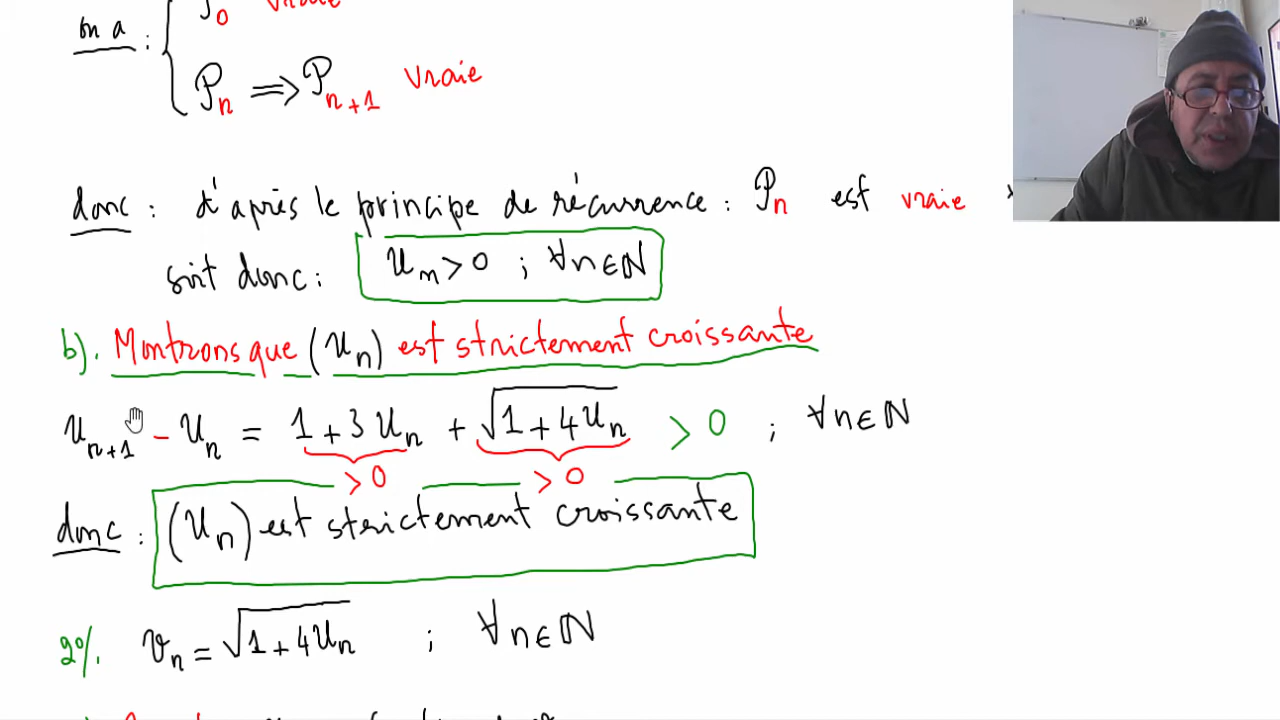 on a : P₀ vraie
Pₙ ⟹ Pₙ₊₁ vraie
donc : d'après le principe de récurrence : Pₙ est vraie
soit donc : uₙ > 0 ; ∀n∈ℕ
b). Montrons que (uₙ) est strictement croissante
uₙ₊₁ - uₙ = 1 + 3uₙ + √(1 + 4uₙ) > 0 ; ∀n∈ℕ
> 0 > 0
donc : (uₙ) est strictement croissante
2°/. vₙ = √(1 + 4uₙ) ; ∀n∈ℕ